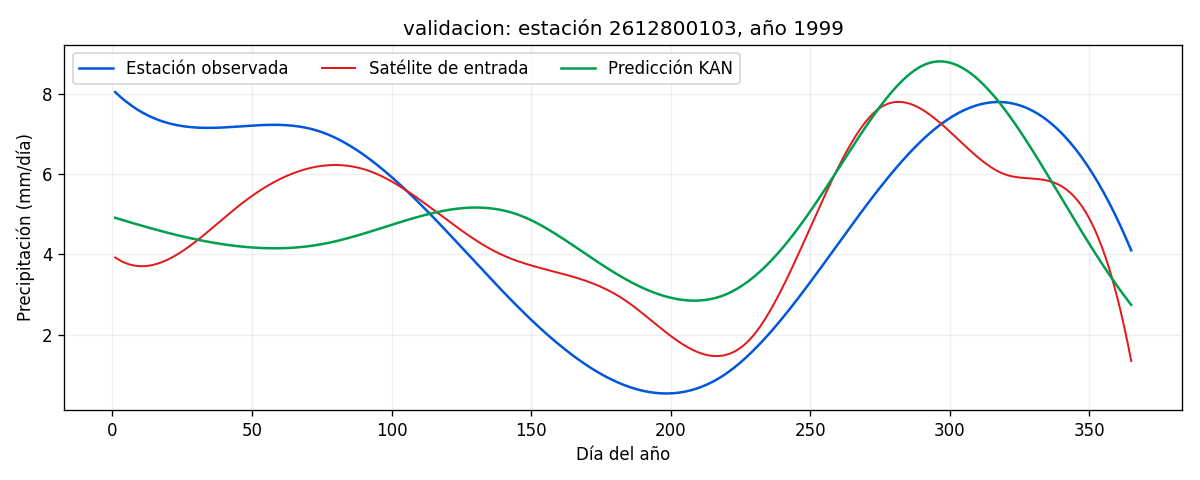 validacion: estación 2612800103, año 1999
Estación observada
Satélite de entrada
Predicción KAN
Precipitación (mm/día)
8
6
4
2
0
50
100
150
200
250
300
350
Día del año